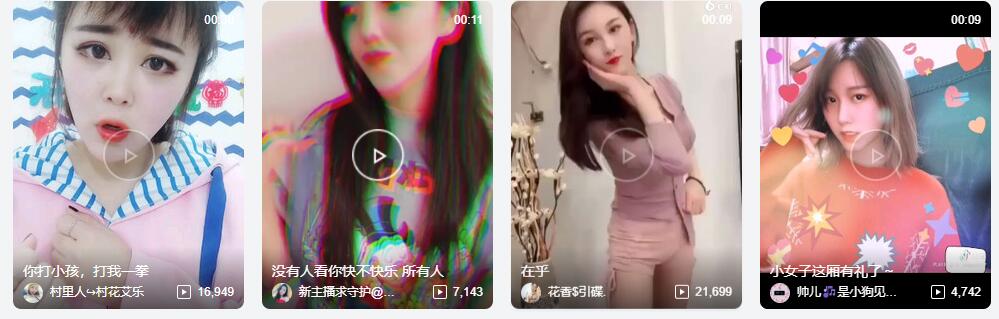 00:06
00:11
00:09
00:09
你打小孩，打我一拳
村里人↪村花艾乐
16,949
没有人看你快不快乐 所有人
新主播求守护@...
7,143
在乎
花香$引碟.
21,699
小女子这厢有礼了~
帅儿🎶是小狗见...
4,742